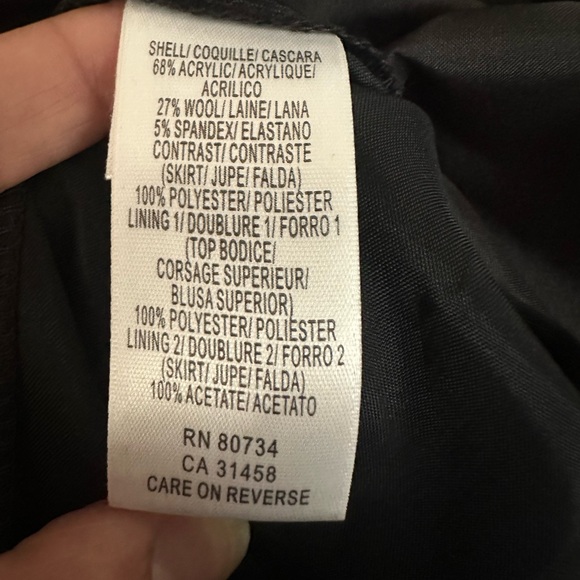 SHELL/ COQUILLE/ CASCARA
68% ACRYLIC/ ACRYLIQUE/
ACRILICO
27% WOOL/ LAINE/ LANA
5% SPANDEX/ ELASTANO
CONTRAST/ CONTRASTE
(SKIRT/ JUPE/ FALDA)
100% POLYESTER/ POLIESTER
LINING 1/ DOUBLURE 1/ FORRO 1
(TOP BODICE/
CORSAGE SUPERIEUR/
BLUSA SUPERIOR)
100% POLYESTER/ POLIESTER
LINING 2/ DOUBLURE 2/ FORRO 2
(SKIRT/ JUPE/ FALDA)
100% ACETATE/ ACETATO
RN 80734
CA 31458
CARE ON REVERSE